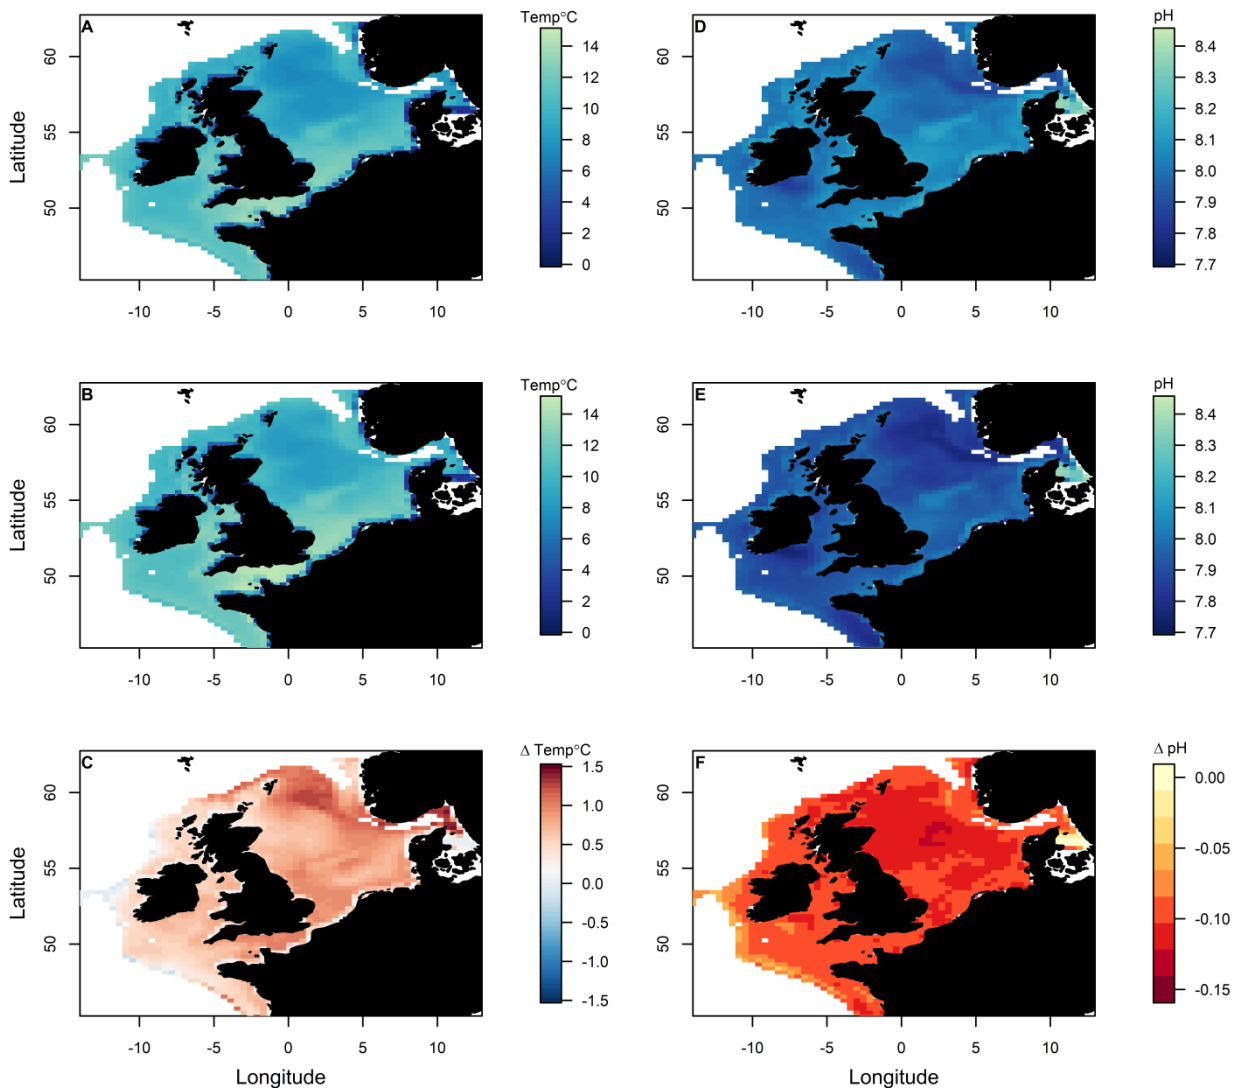 A
Temp°C
Latitude
60
55
50
14
12
10
8
6
4
2
0
-10 -5 0 5 10
D
pH
60
55
50
8.4
8.3
8.2
8.1
8.0
7.9
7.8
7.7
-10 -5 0 5 10
B
Temp°C
Latitude
60
55
50
14
12
10
8
6
4
2
0
-10 -5 0 5 10
E
pH
60
55
50
8.4
8.3
8.2
8.1
8.0
7.9
7.8
7.7
-10 -5 0 5 10
C
Δ Temp°C
Latitude
60
55
50
1.5
1.0
0.5
0.0
-0.5
-1.0
-1.5
-10 -5 0 5 10
Longitude
F
Δ pH
60
55
50
0.00
-0.05
-0.10
-0.15
-10 -5 0 5 10
Longitude